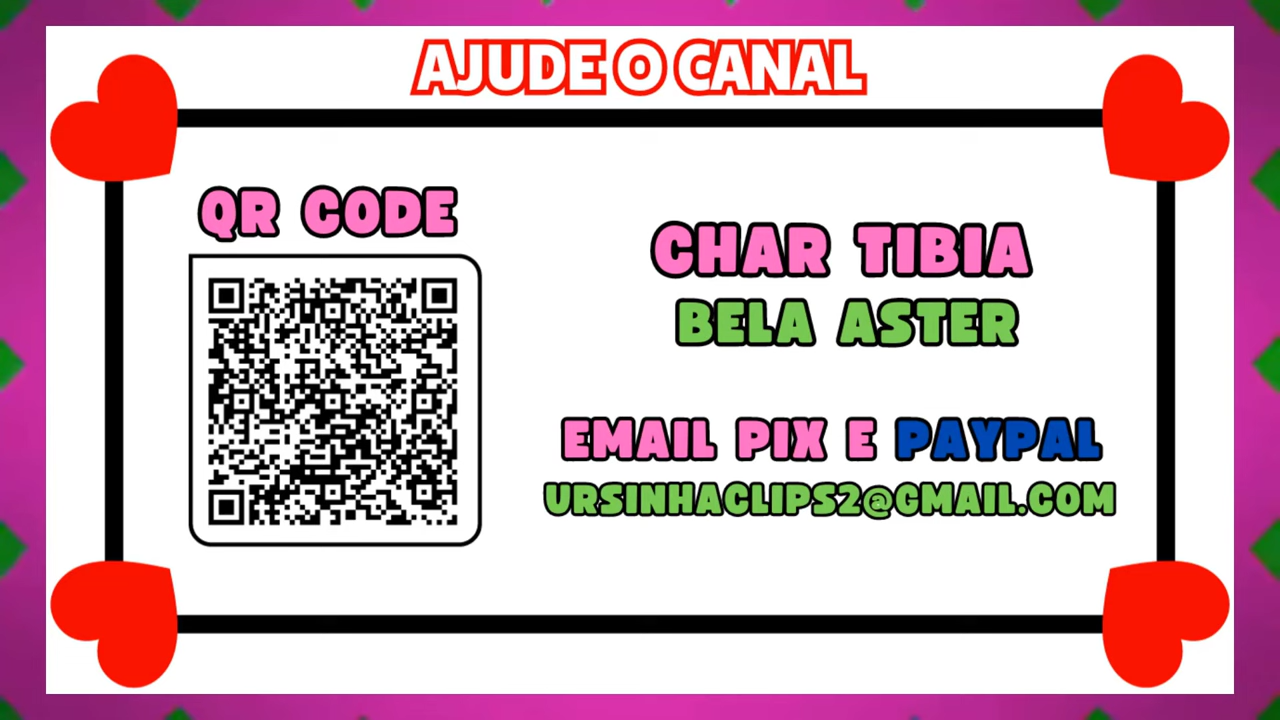 AJUDE O CANAL
QR CODE
CHAR TIBIA
BELA ASTER
EMAIL PIX E PAYPAL
URSINHACLIPS2@GMAIL.COM